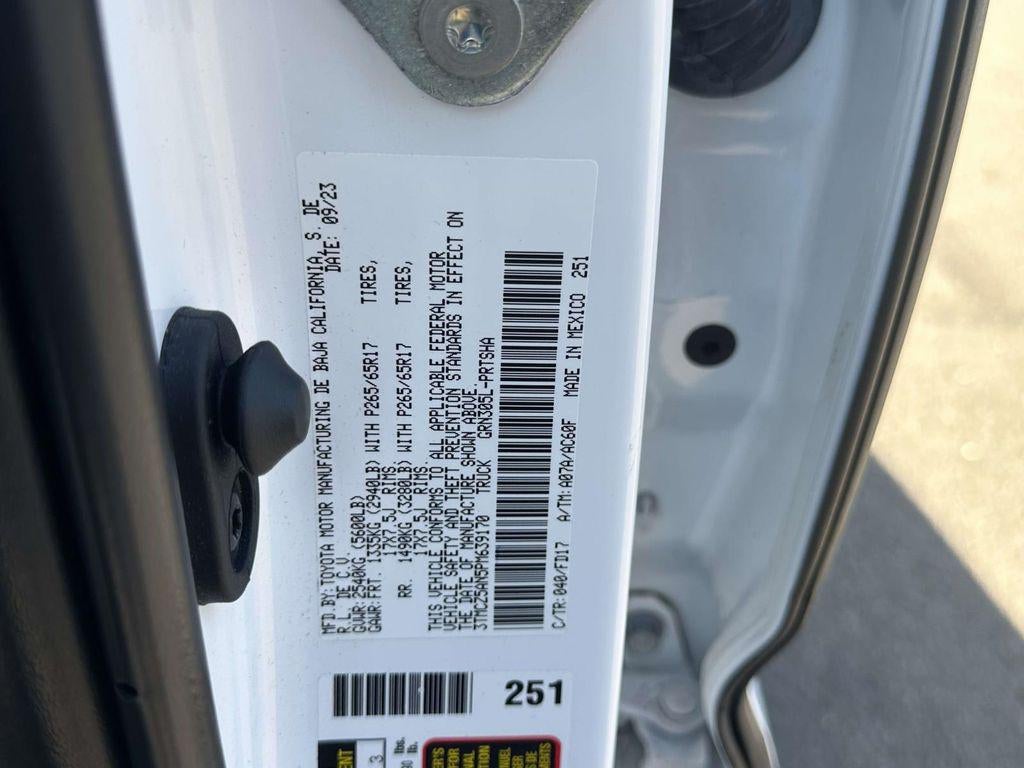 MFD BY: TOYOTA MOTOR MANUFACTURING DE BAJA CALIFORNIA, S. DE
R.L. DE C.V. DATE: 09/23
GVWR: 2540KG (5600LB)
GAWR: FRT. 1335KG (2940LB) WITH P265/65R17 TIRES,
17X7.5J RIMS,
RR. 1490KG (3280LB) WITH P265/65R17 TIRES,
17X7.5J RIMS.
THIS VEHICLE CONFORMS TO ALL APPLICABLE FEDERAL MOTOR
VEHICLE SAFETY AND THEFT PREVENTION STANDARDS IN EFFECT ON
THE DATE OF MANUFACTURE SHOWN ABOVE.
3TMCZ5AN5PM639170 TRUCK GRN305L-PRTSHA
C/TR: 040/FD17 A/TM: A07A/AC60F MADE IN MEXICO 251
251
3
lbs.